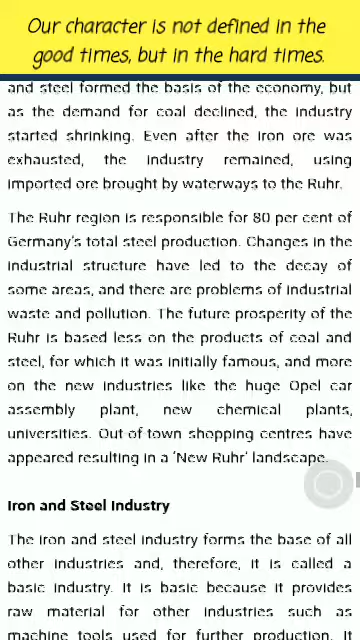 Our character is not defined in the
good times, but in the hard times.
and steel formed the basis of the economy, but
as the demand for coal declined, the industry
started shrinking. Even after the iron ore was
exhausted, the industry remained, using
imported ore brought by waterways to the Ruhr.
The Ruhr region is responsible for 80 per cent of
Germany's total steel production. Changes in the
industrial structure have led to the decay of
some areas, and there are problems of industrial
waste and pollution. The future prosperity of the
Ruhr is based less on the products of coal and
steel, for which it was initially famous, and more
on the new industries like the huge Opel car
assembly plant, new chemical plants,
universities. Out-of-town shopping centres have
appeared resulting in a 'New Ruhr' landscape.
Iron and Steel Industry
The iron and steel industry forms the base of all
other industries and, therefore, it is called a
basic industry. It is basic because it provides
raw material for other industries such as
machine tools used for further production. It